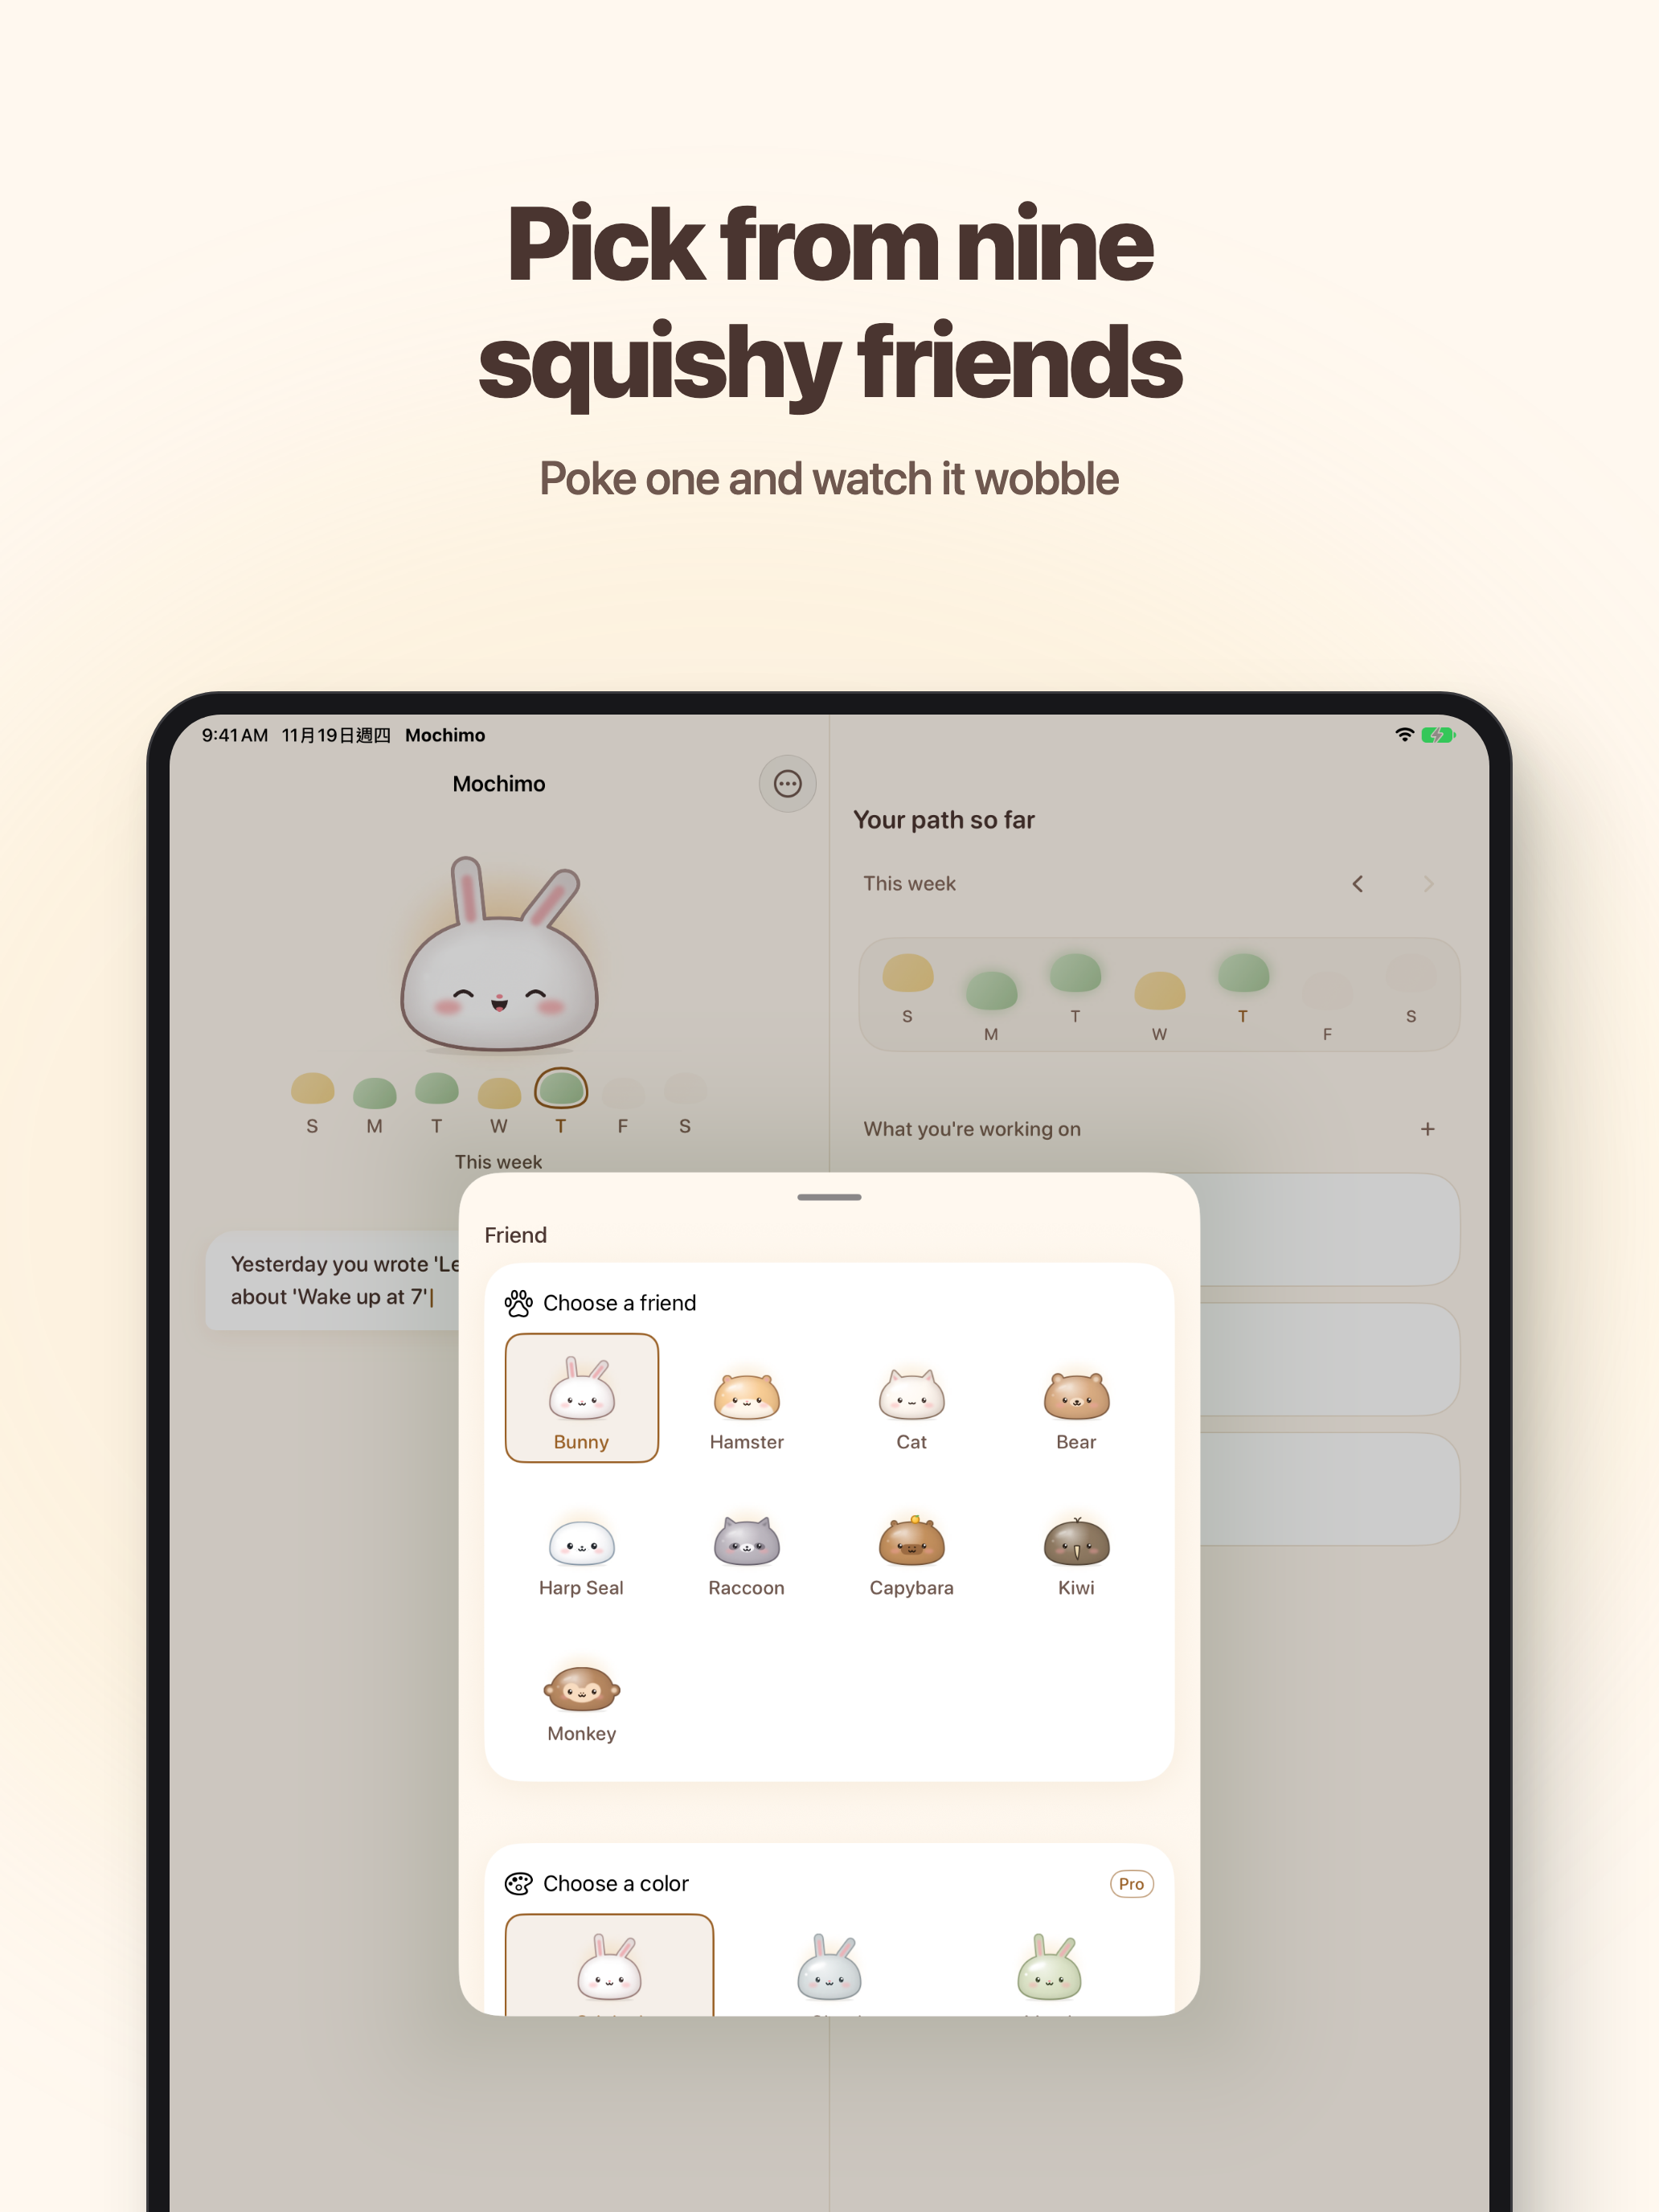 Pick from nine
squishy friends
Poke one and watch it wobble
9:41 AM 11月19日週四 Mochimo
Mochimo
S M T W T F S
This week
Yesterday you wrote 'Le
about 'Wake up at 7'
Your path so far
This week
S M T W T F S
What you're working on
Friend
Choose a friend
Bunny Hamster Cat Bear
Harp Seal Raccoon Capybara Kiwi
Monkey
Choose a color Pro